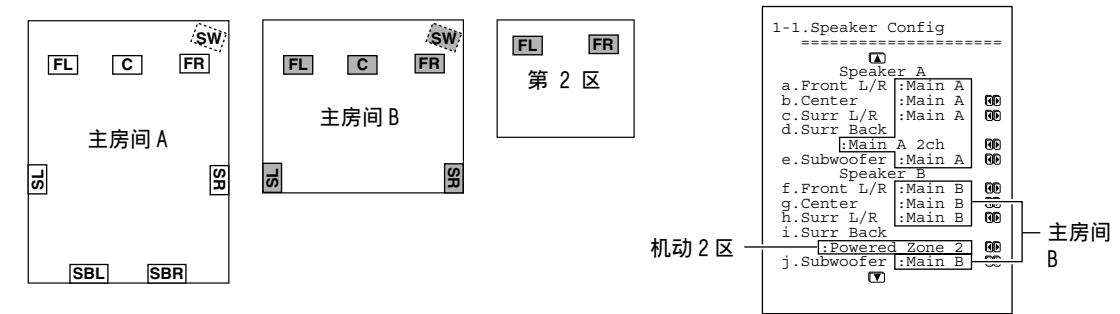 SW
FL C FR
主房间 A
SL SR
SBL SBR
SW
FL C FR
主房间 B
SL SR
FL FR
第 2 区
1-1.Speaker Config
=====================
Speaker A
a.Front L/R :Main A
b.Center :Main A
c.Surr L/R :Main A
d.Surr Back
:Main A 2ch
e.Subwoofer :Main A
Speaker B
f.Front L/R :Main B
g.Center :Main B
h.Surr L/R :Main B
i.Surr Back
:Powered Zone 2
j.Subwoofer :Main B
机动 2 区
主房间
B